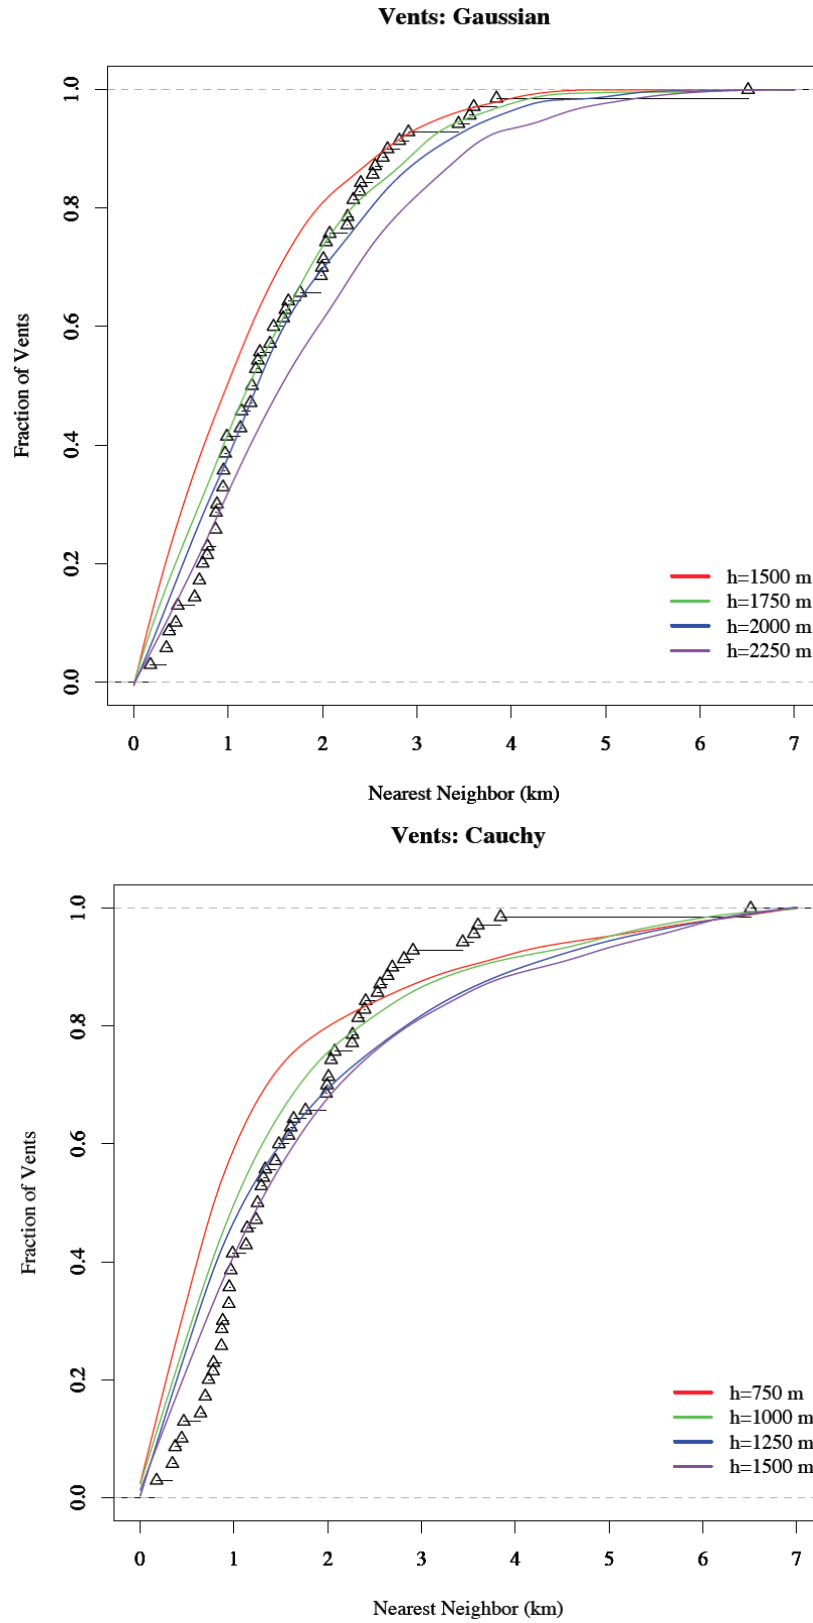 Vents: Gaussian
1.0
0.8
0.6
0.4
0.2
0.0
Fraction of Vents
h=1500 m
h=1750 m
h=2000 m
h=2250 m
0 1 2 3 4 5 6 7
Nearest Neighbor (km)
Vents: Cauchy
1.0
0.8
0.6
0.4
0.2
0.0
Fraction of Vents
h=750 m
h=1000 m
h=1250 m
h=1500 m
0 1 2 3 4 5 6 7
Nearest Neighbor (km)